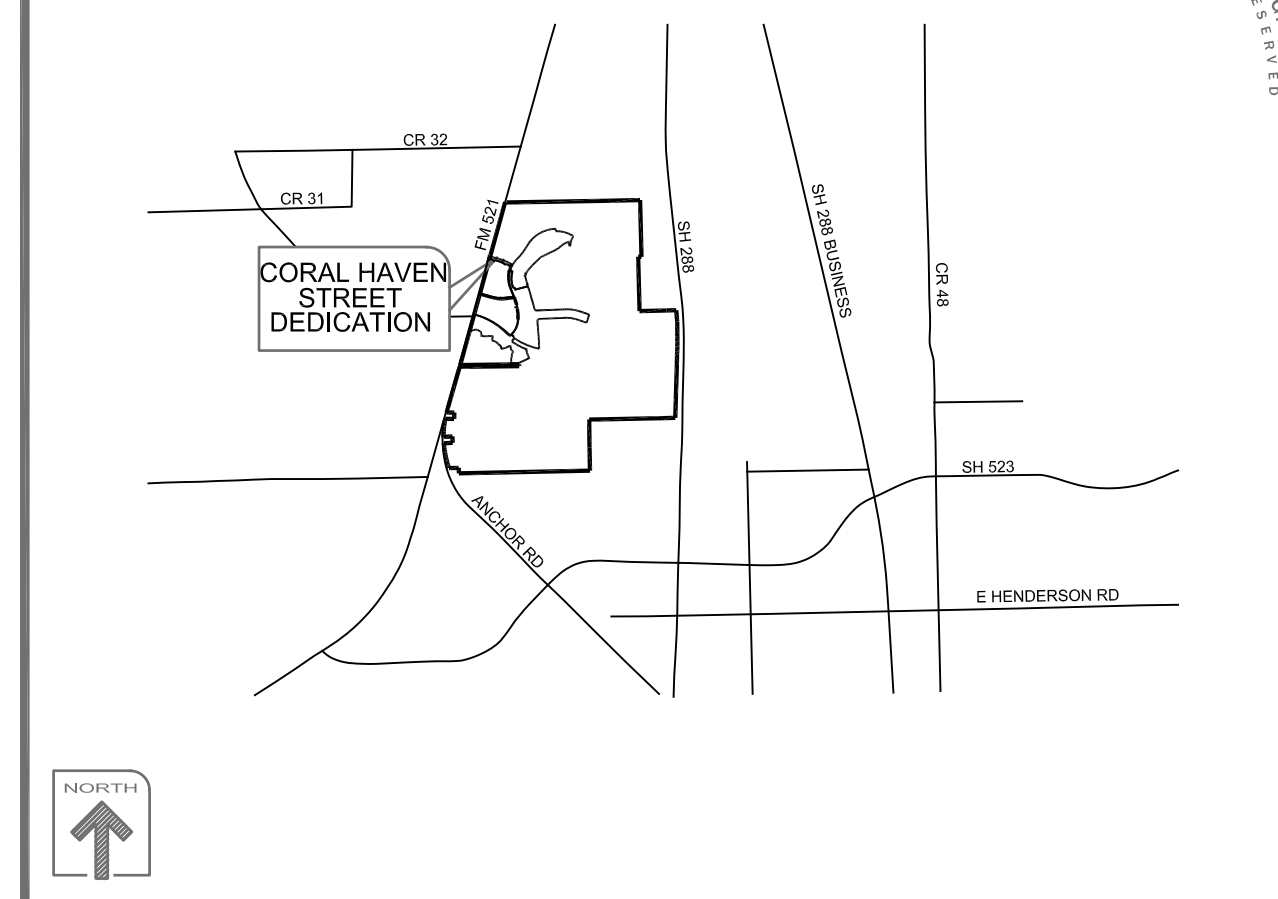 ESERVED
CR 32
CR 31
FM 521
SH 288
SH 288 BUSINESS
CR 48
CORAL HAVEN
STREET
DEDICATION
SH 523
ANCHOR RD
E HENDERSON RD
NORTH